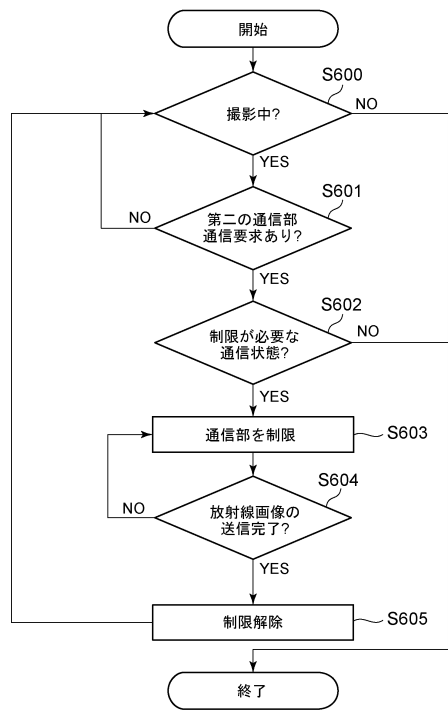 開始
S600
撮影中?
NO
YES
S601
第二の通信部
通信要求あり?
NO
YES
S602
制限が必要な
通信状態?
NO
YES
通信部を制限
S603
S604
放射線画像の
送信完了?
NO
YES
制限解除
S605
終了